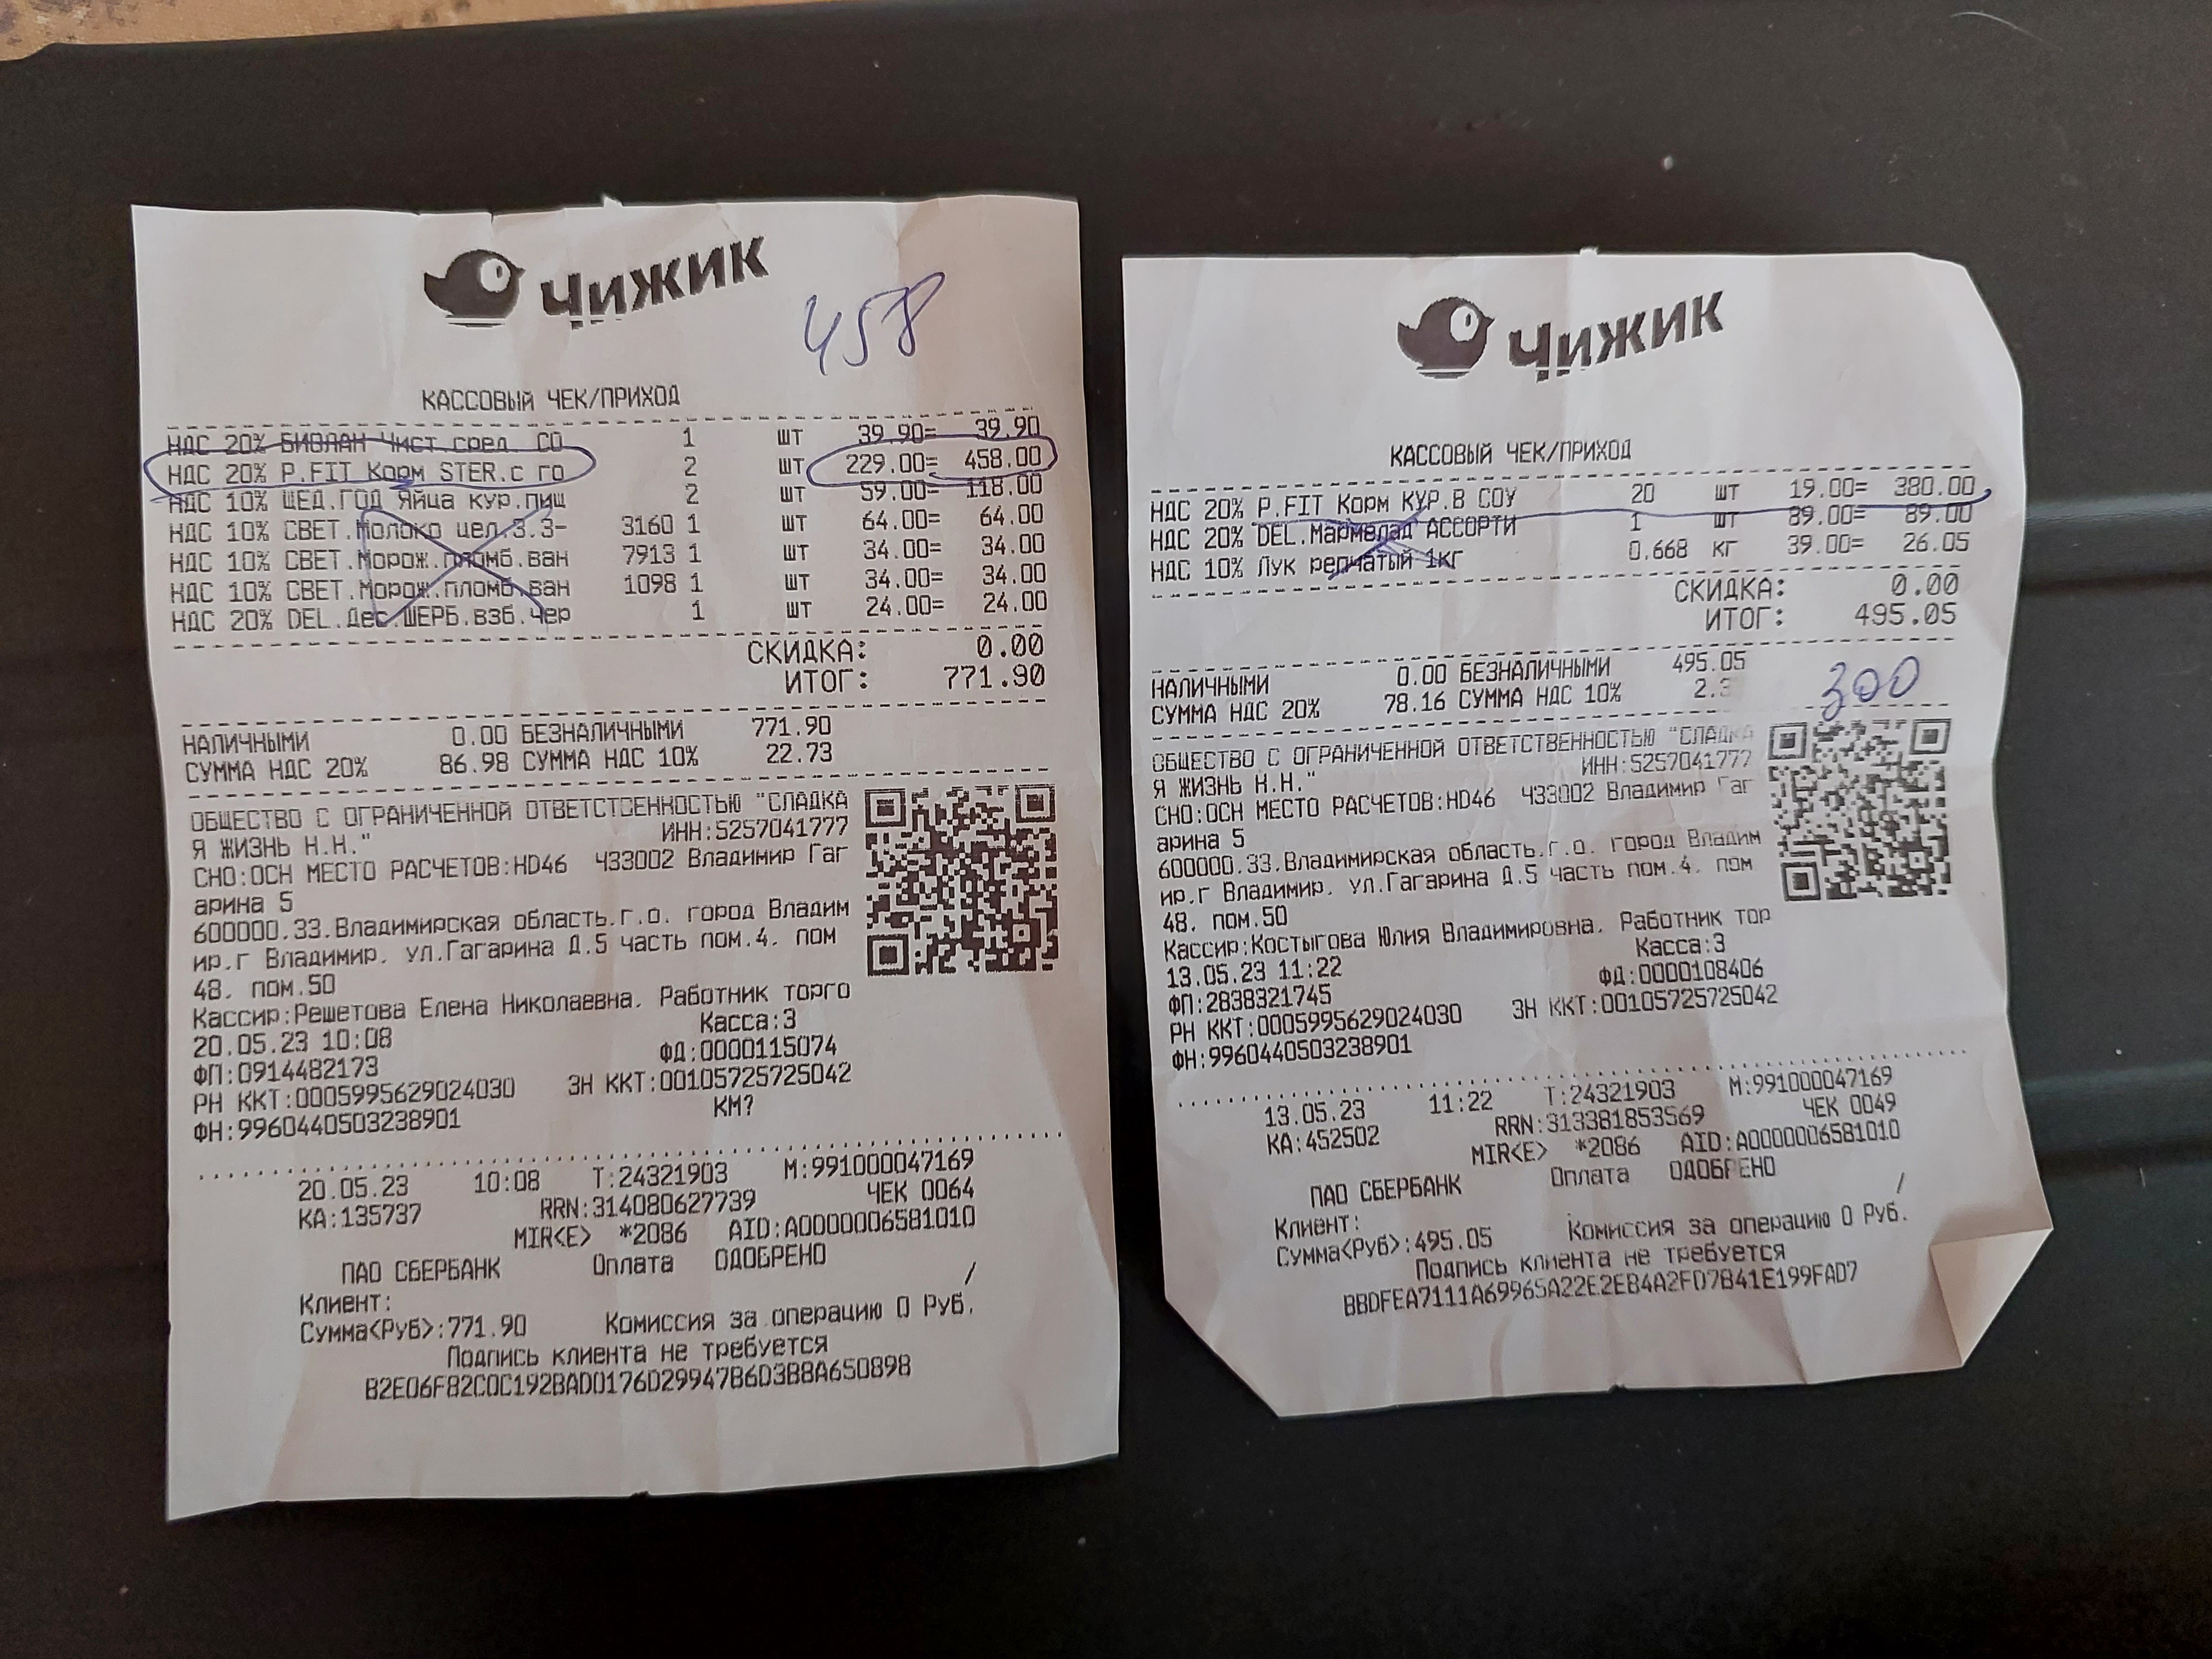 чижик
458
КАССОВЫЙ ЧЕК/ПРИХОД
НДС 20% БИОЛАН Чист.сред. СО 1 шт 39.90= 39.90
НДС 20% P.FIT Корм STER.с го 2 шт 229.00= 458.00
НДС 10% ЩЕД.ГОД Яйца кур.пищ 2 шт 59.00= 118.00
НДС 10% СВЕТ.Молоко цел.3.3- 3160 1 шт 64.00= 64.00
НДС 10% СВЕТ.Морож.пломб.ван 7913 1 шт 34.00= 34.00
НДС 10% СВЕТ.Морож.пломб.ван 1098 1 шт 34.00= 34.00
НДС 20% DEL.Дес.ШЕРБ.взб.чер 1 шт 24.00= 24.00
СКИДКА: 0.00
ИТОГ: 771.90
НАЛИЧНЫМИ 0.00 БЕЗНАЛИЧНЫМИ 771.90
СУММА НДС 20% 86.98 СУММА НДС 10% 22.73
ОБЩЕСТВО С ОГРАНИЧЕННОЙ ОТВЕТСТВЕННОСТЬЮ "СЛАДКА
Я ЖИЗНЬ Н.Н." ИНН:5257041777
СНО:ОСН МЕСТО РАСЧЕТОВ:HD46 Ч33002 Владимир Гаг
арина 5
600000.33.Владимирская область.г.о. город Владим
ир.г Владимир. ул.Гагарина Д.5 часть пом.4. пом
48. пом.50
Кассир:Решетова Елена Николаевна. Работник торго
20.05.23 10:08 Касса:3
ФП:0914482173 ФД:0000115074
РН ККТ:0005995629024030 ЗН ККТ:00105725725042
ФН:9960440503238901 КМ?
20.05.23 10:08 Т:24321903 М:991000047169
КА:135737 RRN:314080627739 ЧЕК 0064
MIR<E> *2086 AID:A0000006581010
ПАО СБЕРБАНК Оплата ОДОБРЕНО
Клиент: /
Сумма<Руб>:771.90 Комиссия за операцию 0 Руб.
Подпись клиента не требуется
B2E06F82C0C192BAD0176D29947B6D3B8A650898
чижик
КАССОВЫЙ ЧЕК/ПРИХОД
НДС 20% P.FIT Корм КУР.В СОУ 20 шт 19.00= 380.00
НДС 20% DEL.Мармелад АССОРТИ 1 шт 89.00= 89.00
НДС 10% Лук репчатый 1кг 0.668 кг 39.00= 26.05
СКИДКА: 0.00
ИТОГ: 495.05
НАЛИЧНЫМИ 0.00 БЕЗНАЛИЧНЫМИ 495.05
СУММА НДС 20% 78.16 СУММА НДС 10% 2.3
300
ОБЩЕСТВО С ОГРАНИЧЕННОЙ ОТВЕТСТВЕННОСТЬЮ "СЛАДКА
Я ЖИЗНЬ Н.Н." ИНН:5257041777
СНО:ОСН МЕСТО РАСЧЕТОВ:HD46 Ч33002 Владимир Гаг
арина 5
600000.33.Владимирская область.г.о. город Владим
ир.г Владимир. ул.Гагарина Д.5 часть пом.4. пом
48. пом.50
Кассир:Костыгова Юлия Владимировна. Работник тор
13.05.23 11:22 Касса:3
ФП:2838321745 ФД:0000108406
РН ККТ:0005995629024030 ЗН ККТ:00105725725042
ФН:9960440503238901
13.05.23 11:22 Т:24321903 М:991000047169
КА:452502 RRN:313381853569 ЧЕК 0049
MIR<E> *2086 AID:A0000006581010
ПАО СБЕРБАНК Оплата ОДОБРЕНО
Клиент: /
Сумма<Руб>:495.05 Комиссия за операцию 0 Руб.
Подпись клиента не требуется
BBDFEA7111A69965A22E2EB4A2FD7B41E199FAD7